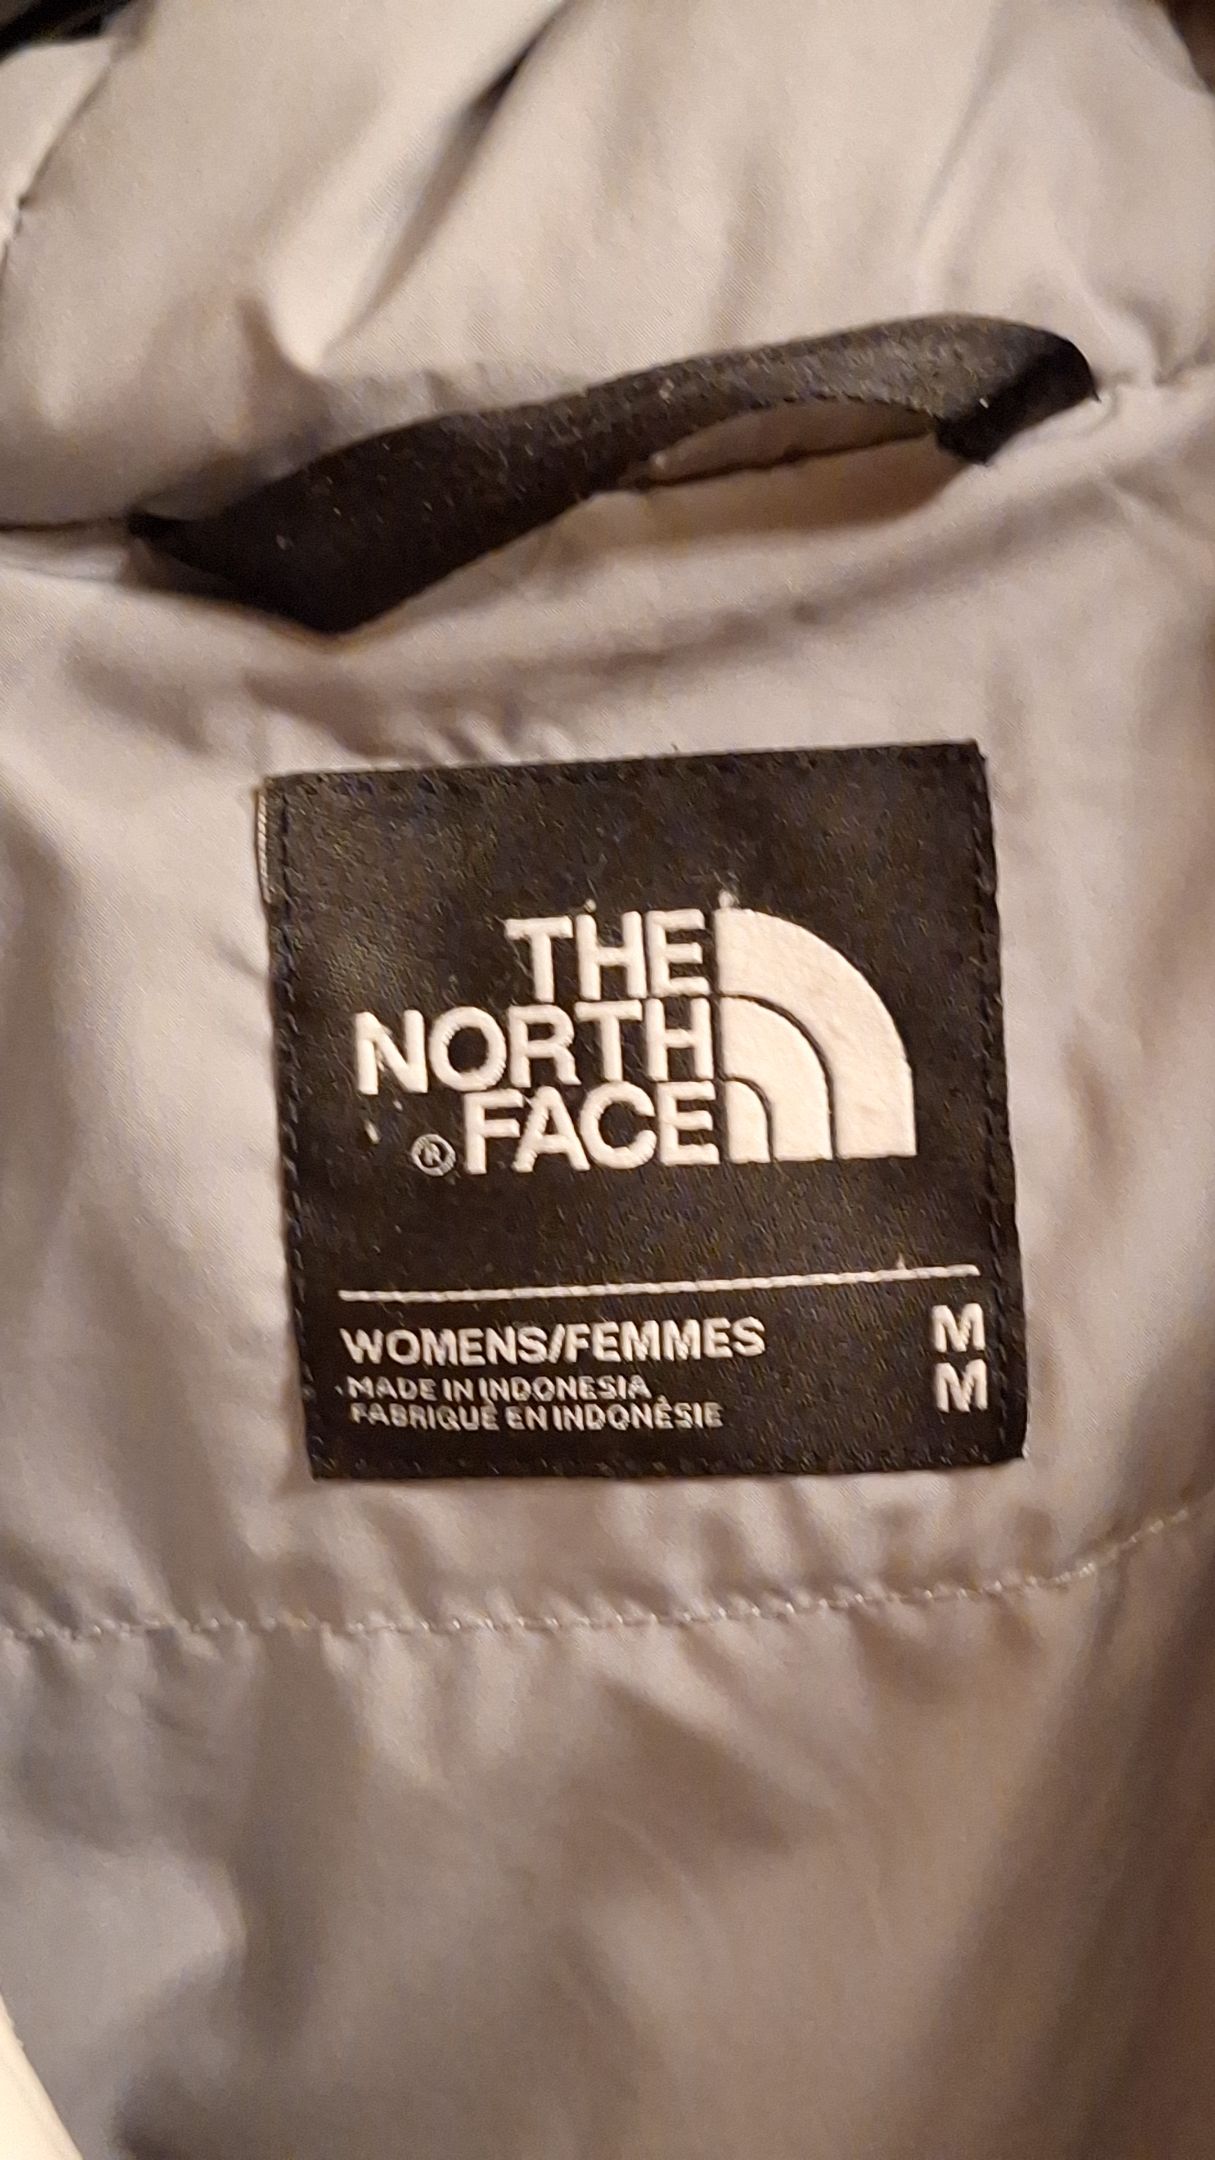 THE
NORTH
® FACE
WOMENS/FEMMES M
M
MADE IN INDONESIA
FABRIQUÉ EN INDONÉSIE